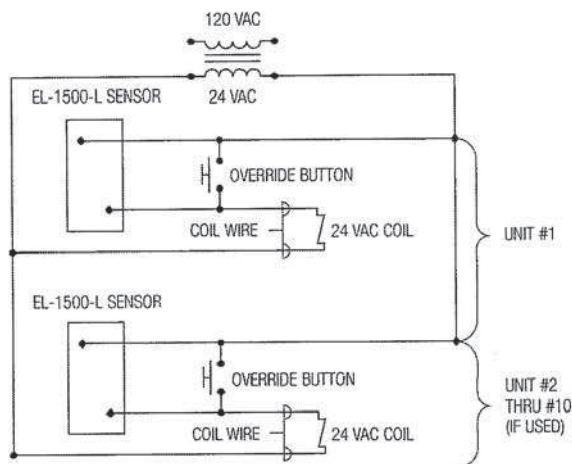 120 VAC
24 VAC
EL-1500-L SENSOR
OVERRIDE BUTTON
COIL WIRE
24 VAC COIL
UNIT #1
EL-1500-L SENSOR
OVERRIDE BUTTON
UNIT #2
THRU #10
(IF USED)
COIL WIRE
24 VAC COIL